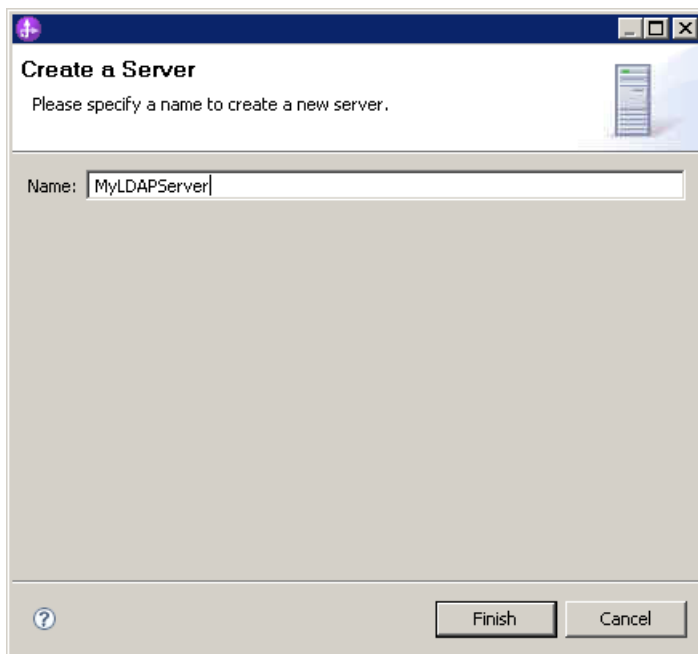 Create a Server
Please specify a name to create a new server.
Name: MyLDAPServer
Finish Cancel